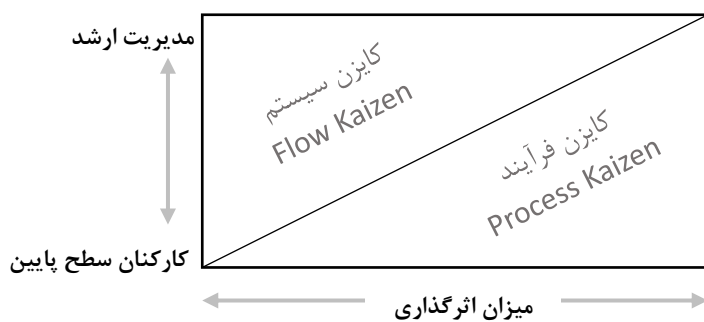 مدیریت ارشد
کایزن سیستم
Flow Kaizen
کایزن فرآیند
Process Kaizen
کارکنان سطح پایین
میزان اثرگذاری